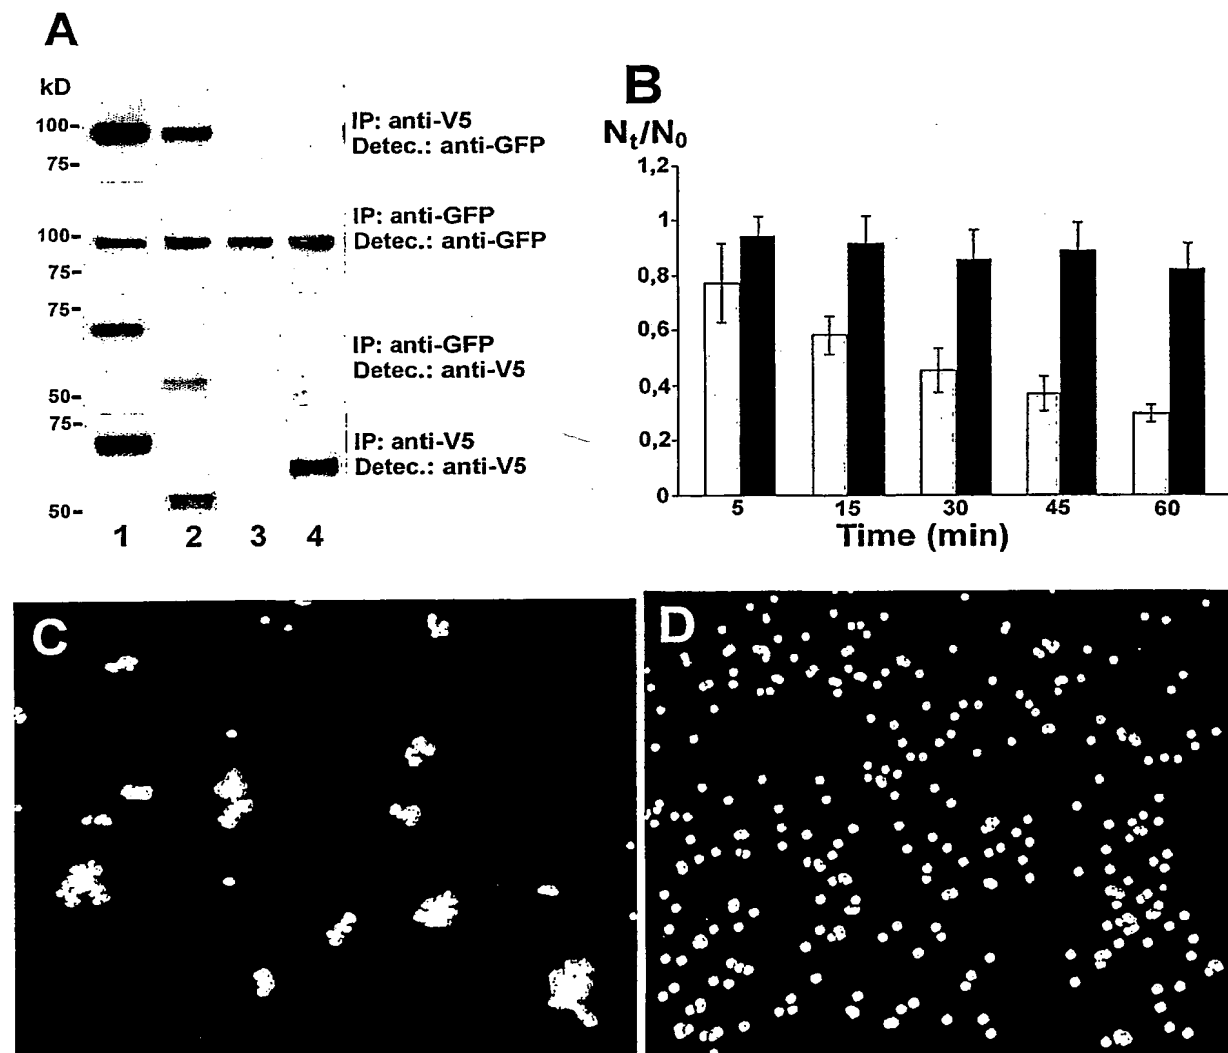 A
kD
100-
75-
IP: anti-V5
Detec.: anti-GFP
100-
75-
IP: anti-GFP
Detec.: anti-GFP
75-
50-
IP: anti-GFP
Detec.: anti-V5
75-
50-
IP: anti-V5
Detec.: anti-V5
1 2 3 4
B
Nt/N0
1,2
1
0,8
0,6
0,4
0,2
0
5 15 30 45 60
Time (min)
C
D